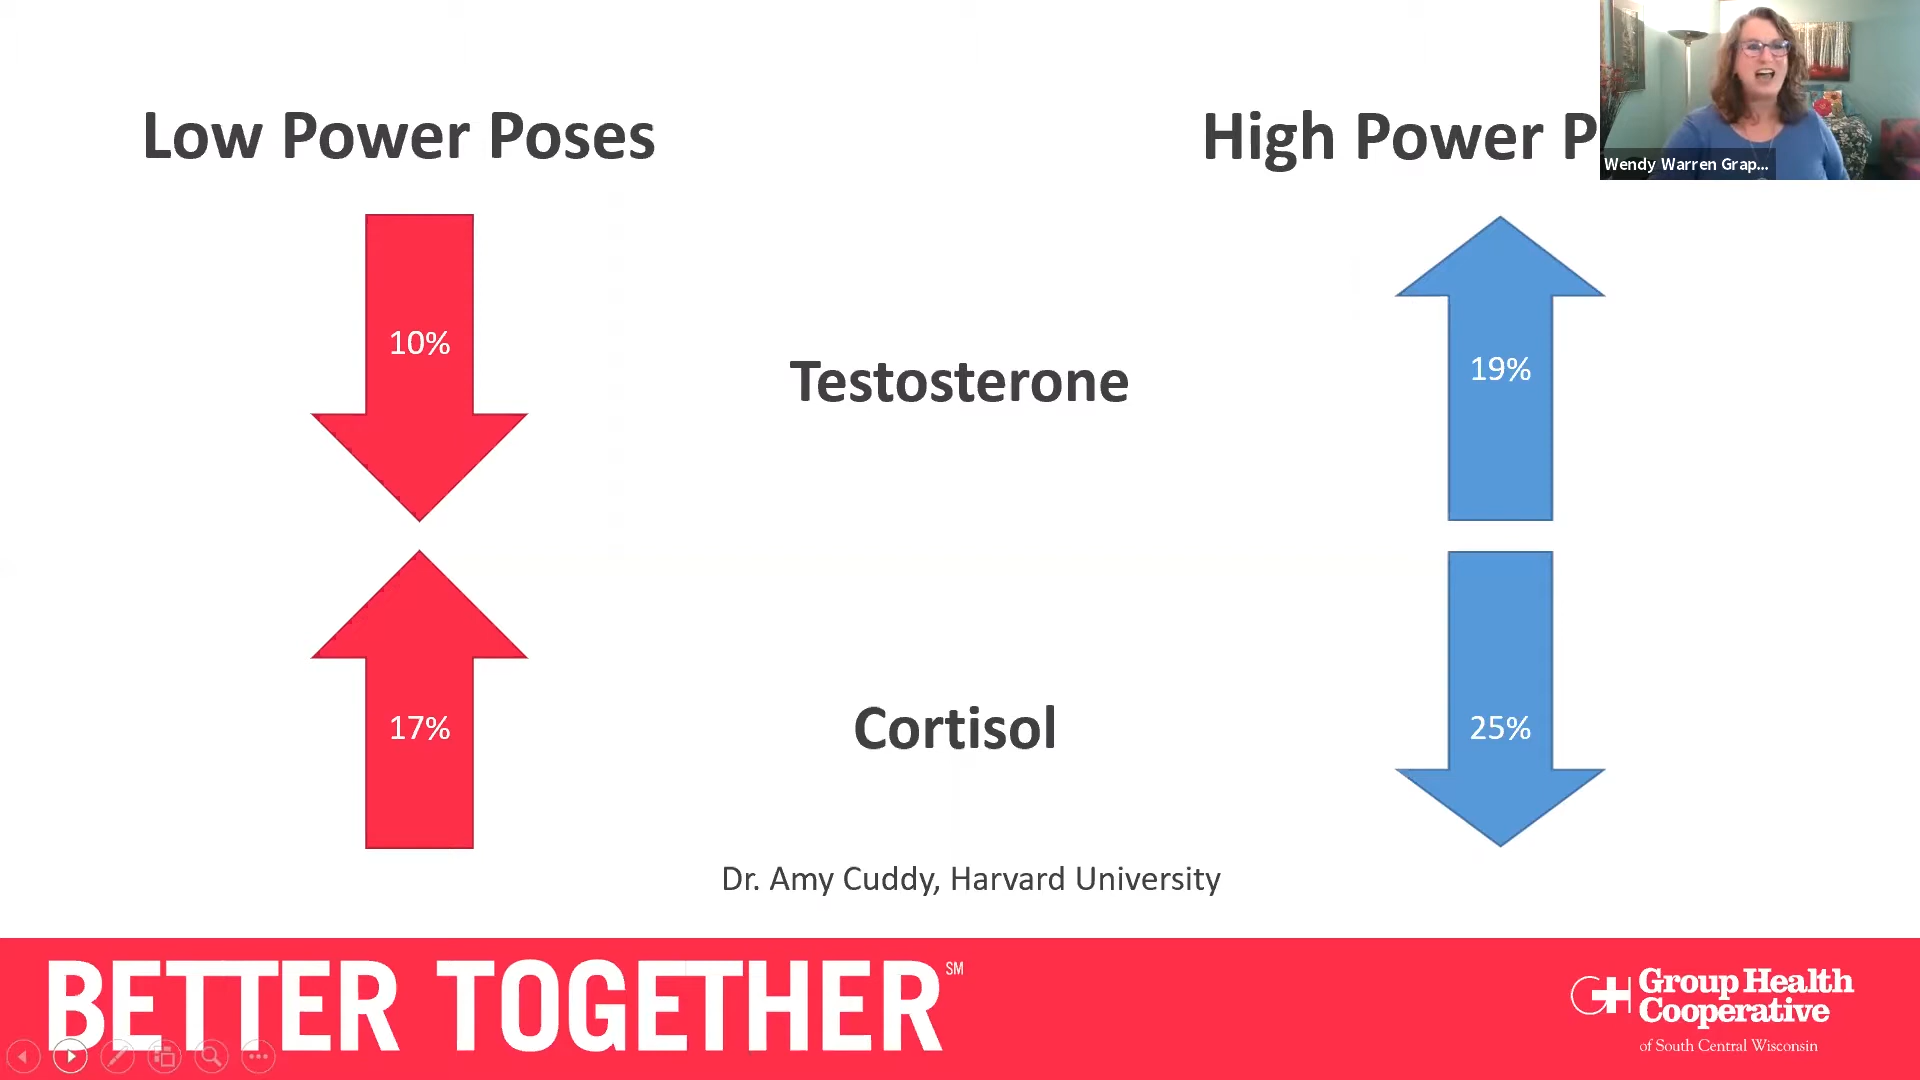 Low Power Poses
High Power P
Wendy Warren Grap...
10%
19%
Testosterone
17%
25%
Cortisol
Dr. Amy Cuddy, Harvard University
BETTER TOGETHER SM
Group Health
Cooperative
of South Central Wisconsin